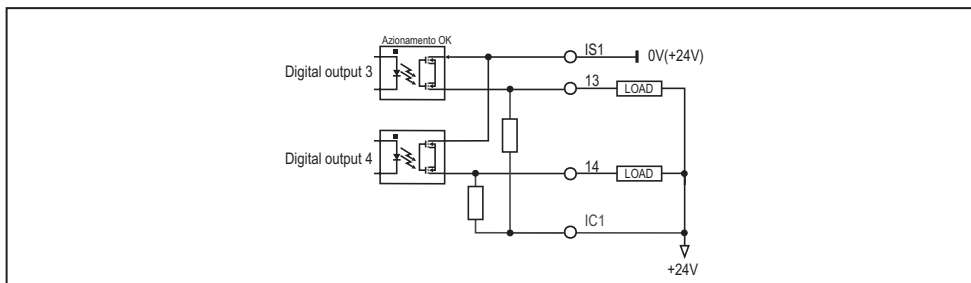 Azionamento OK
IS1
0V(+24V)
Digital output 3
13
LOAD
Digital output 4
14
LOAD
IC1
+24V